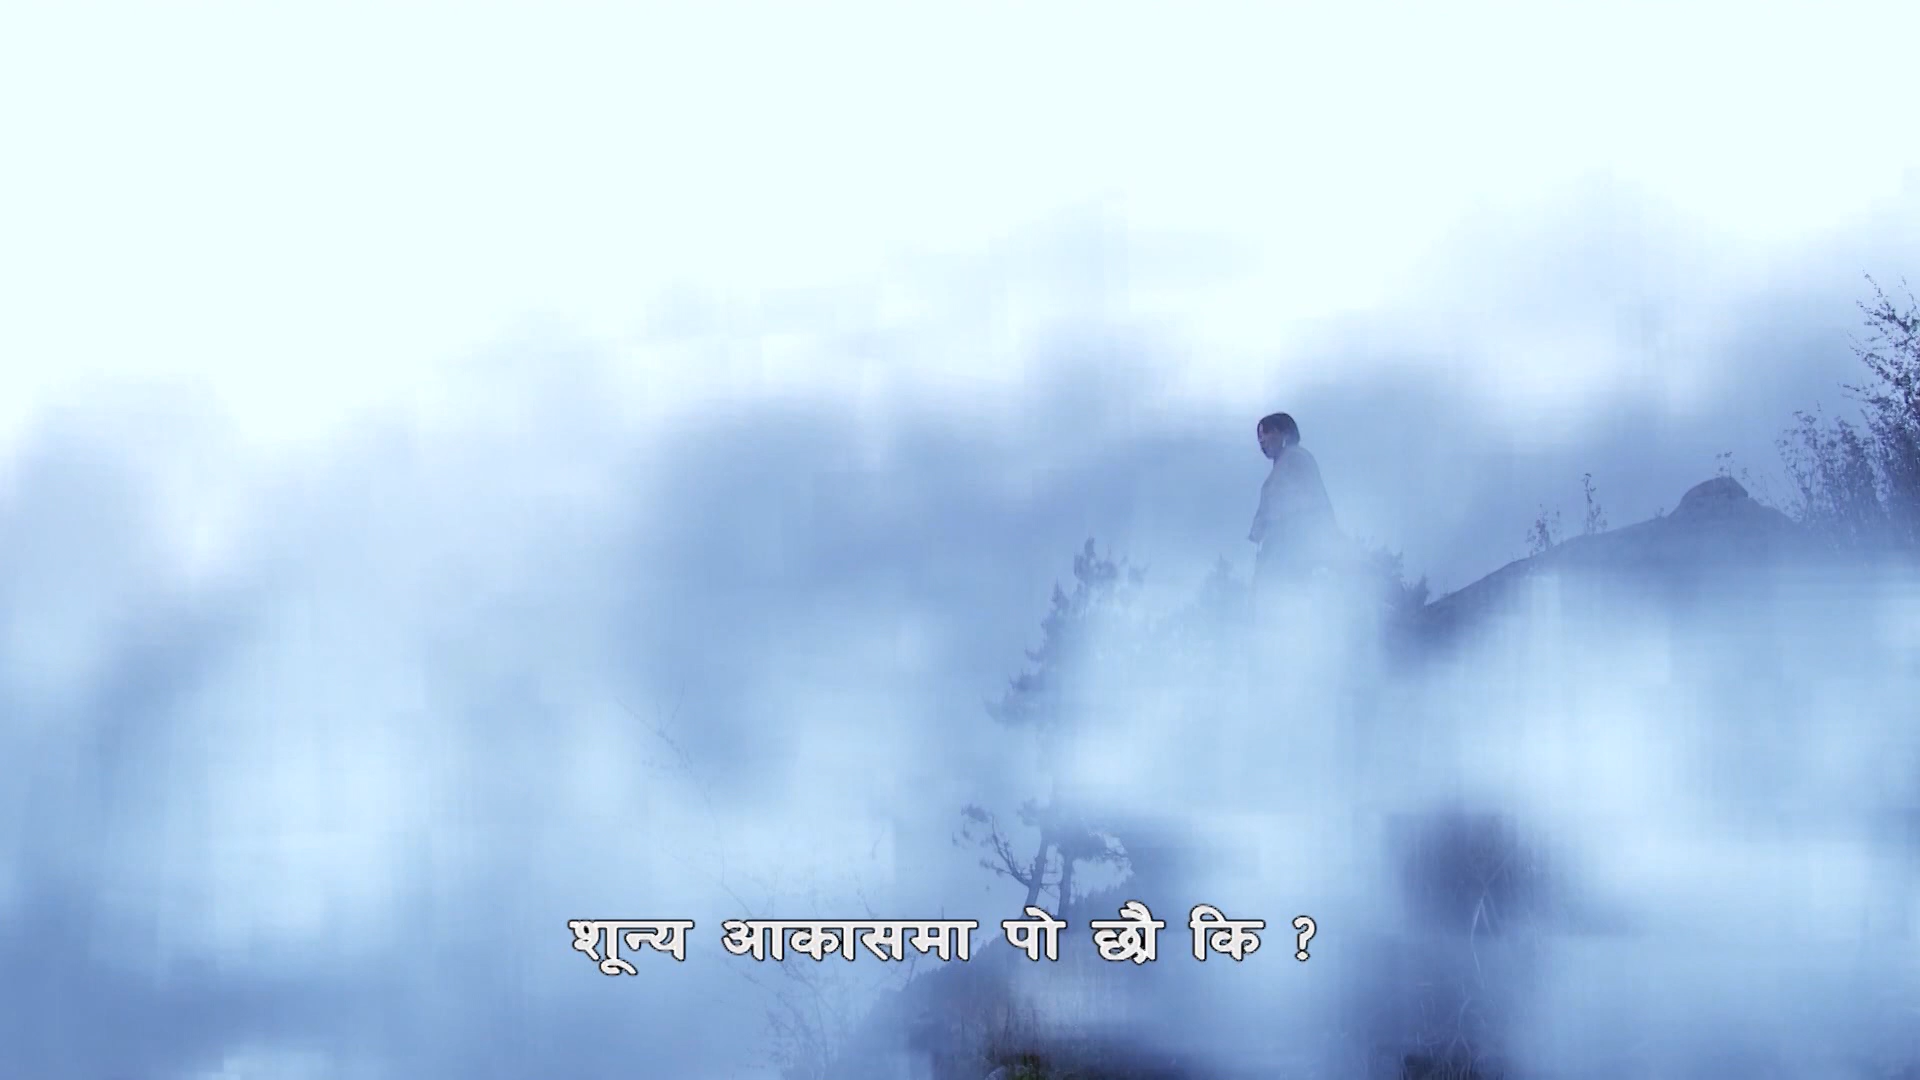 शून्य आकासमा पो छौ कि ?